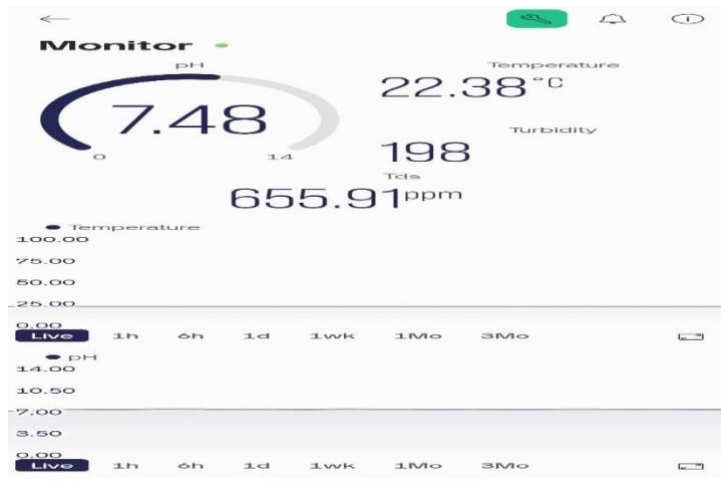 Monitor
pH
7.48
0 14
Temperature
22.38°C
Turbidity
198
Tds
655.91ppm
Temperature
100.00
75.00
50.00
25.00
0.00
Live 1h 6h 1d 1wk 1Mo 3Mo
pH
14.00
10.50
7.00
3.50
0.00
Live 1h 6h 1d 1wk 1Mo 3Mo